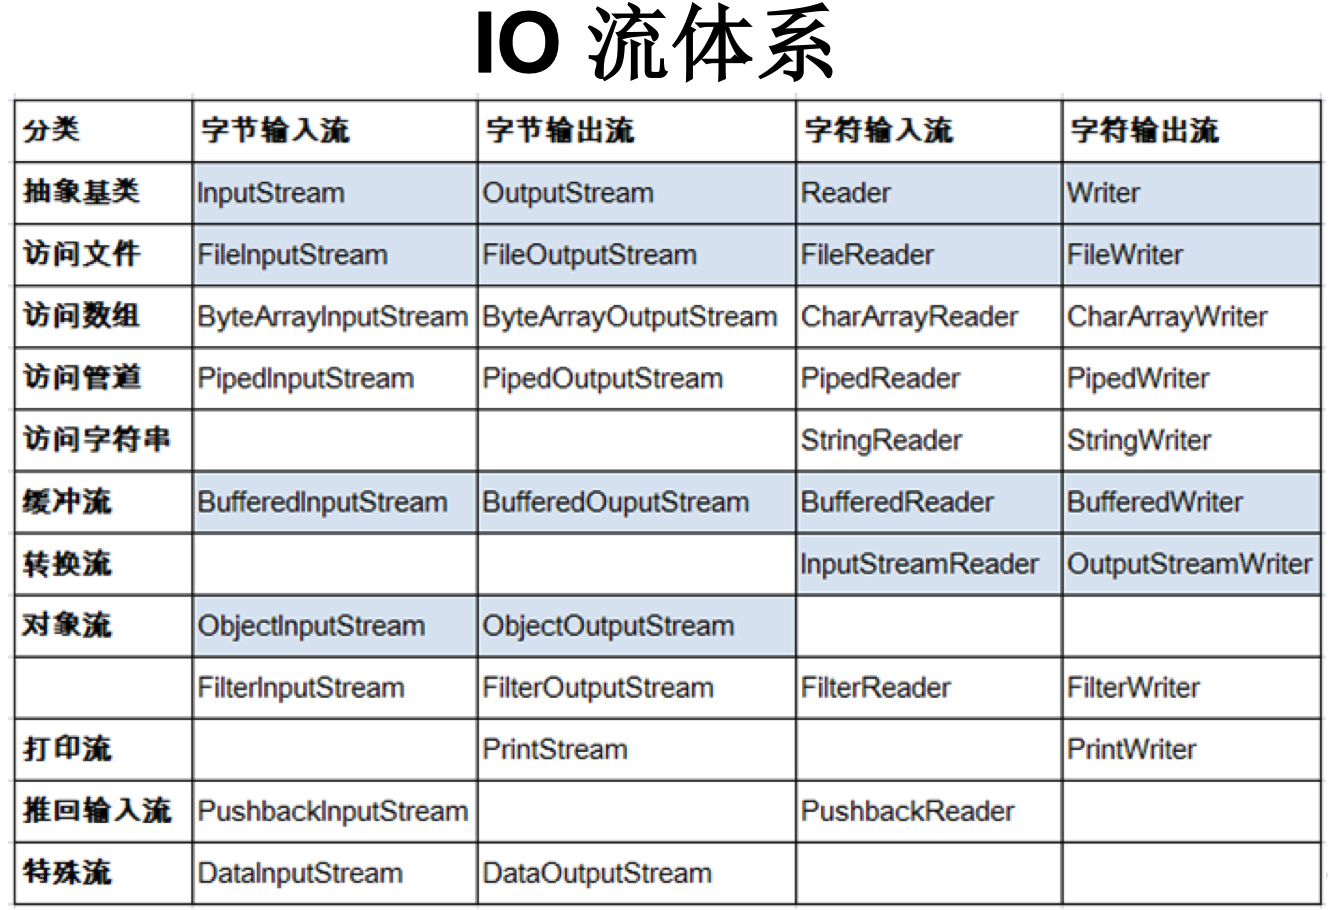 IO 流体系
分类 字节输入流 字节输出流 字符输入流 字符输出流
抽象基类 InputStream OutputStream Reader Writer
访问文件 FileInputStream FileOutputStream FileReader FileWriter
访问数组 ByteArrayInputStream ByteArrayOutputStream CharArrayReader CharArrayWriter
访问管道 PipedInputStream PipedOutputStream PipedReader PipedWriter
访问字符串 StringReader StringWriter
缓冲流 BufferedInputStream BufferedOuputStream BufferedReader BufferedWriter
转换流 InputStreamReader OutputStreamWriter
对象流 ObjectInputStream ObjectOutputStream
FilterInputStream FilterOutputStream FilterReader FilterWriter
打印流 PrintStream PrintWriter
推回输入流 PushbackInputStream PushbackReader
特殊流 DataInputStream DataOutputStream